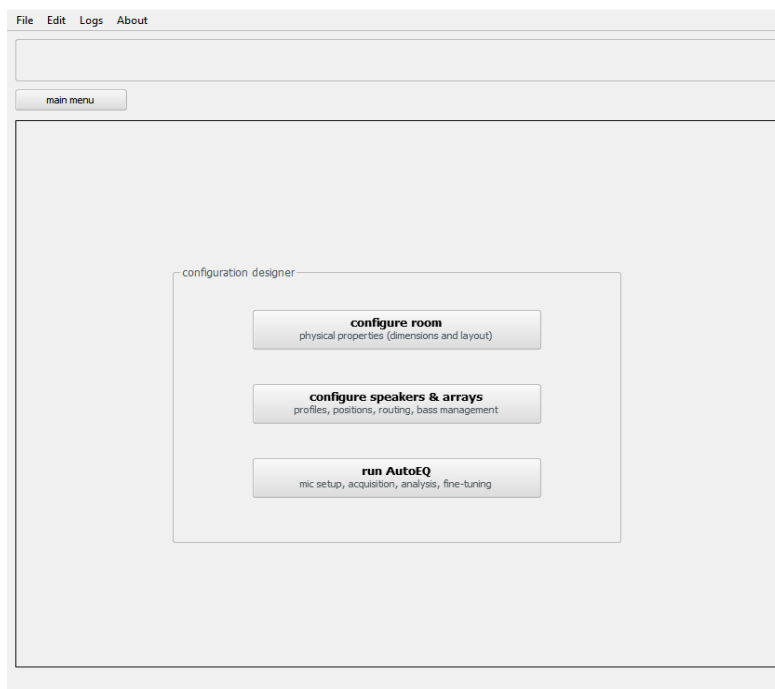 File Edit Logs About
main menu
configuration designer
configure room
physical properties (dimensions and layout)
configure speakers & arrays
profiles, positions, routing, bass management
run AutoEQ
mic setup, acquisition, analysis, fine-tuning